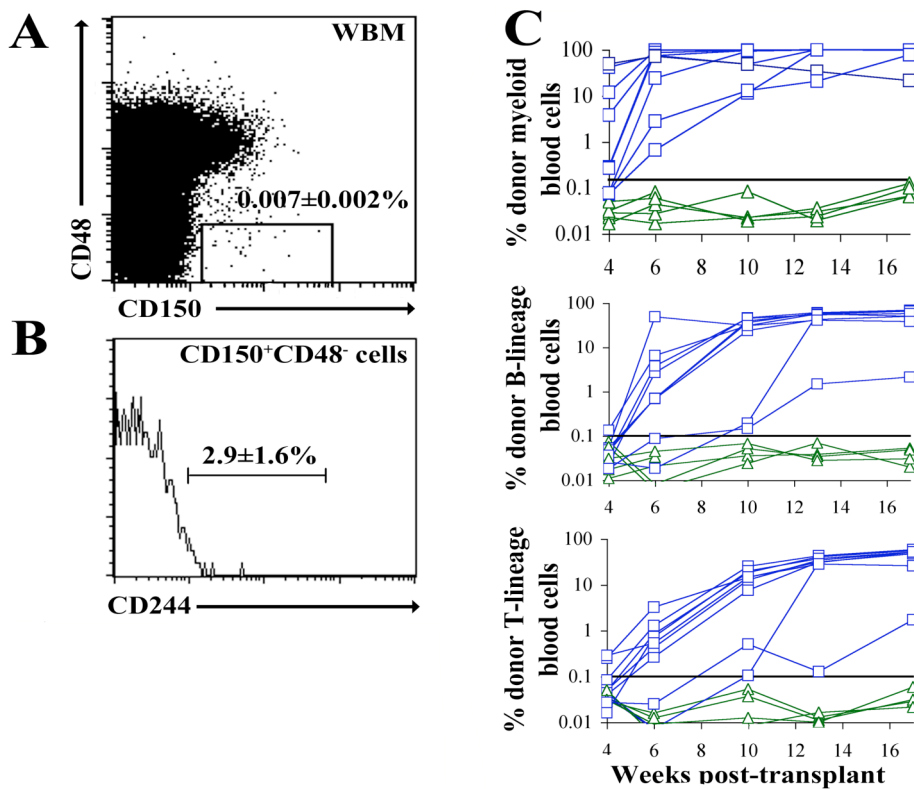 A
WBM
0.007±0.002%
CD48
CD150
B
CD150⁺CD48⁻ cells
2.9±1.6%
CD244
C
% donor myeloid
blood cells
100
10
1
0.1
0.01
4 6 8 10 12 14 16
% donor B-lineage
blood cells
100
10
1
0.1
0.01
4 6 8 10 12 14 16
% donor T-lineage
blood cells
100
10
1
0.1
0.01
4 6 8 10 12 14 16
Weeks post-transplant